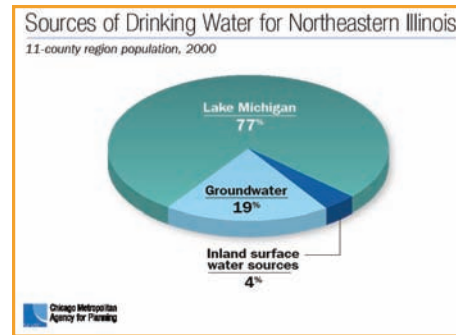 Sources of Drinking Water for Northeastern Illinois
11-county region population, 2000
Lake Michigan
77%
Groundwater
19%
Inland surface
water sources
4%
Chicago Metropolitan
Agency for Planning